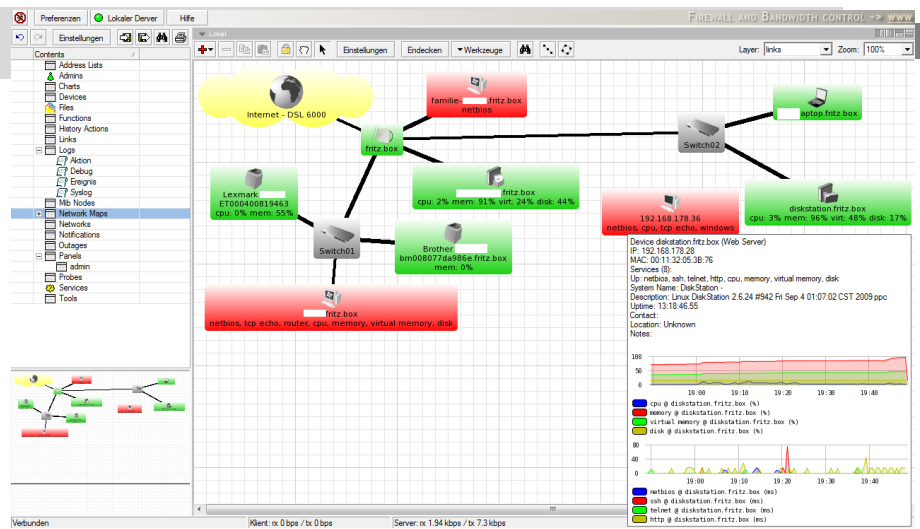 Preferenzen
Lokaler Derver
Hilfe
FIREWALL AND BANDWIDTH CONTROL -> WWW
Einstellungen
Lokal
Einstellungen
Endecken
Werkzeuge
Layer:
links
Zoom:
100%
Contents
Address Lists
Admins
Charts
Devices
Files
Functions
History Actions
Links
Logs
Aktion
Debug
Ereignis
Syslog
Mib Nodes
Network Maps
Networks
Notifications
Outages
Panels
admin
Probes
Services
Tools
Internet - DSL 6000
familie-
.fritz.box
netbios
fritz.box
Switch02
aptop.fritz.box
Lexmark
ET000400819463
cpu: 0% mem: 55%
.fritz.box
cpu: 2% mem: 91% virt: 24% disk: 44%
192.168.178.36
netbios, cpu, tcp echo, windows
diskstation.fritz.box
cpu: 3% mem: 96% virt: 48% disk: 17%
Switch01
Brother
brn008077da986e.fritz.box
mem: 0%
.fritz.box
netbios, tcp echo, router, cpu, memory, virtual memory, disk
Device diskstation.fritz.box (Web Server)
IP: 192.168.178.28
MAC: 00:11:32:05:3B:76
Services (8):
Up: netbios, ssh, telnet, http, cpu, memory, virtual memory, disk
System Name: DiskStation -
Description: Linux DiskStation 2.6.24 #942 Fri Sep 4 01:07:02 CST 2009 ppc
Uptime: 13:18:46.55
Contact:
Location: Unknown
Notes:
100
50
0
19:00 19:10 19:20 19:30 19:40
cpu @ diskstation.fritz.box (%)
memory @ diskstation.fritz.box (%)
virtual memory @ diskstation.fritz.box (%)
disk @ diskstation.fritz.box (%)
80
40
0
19:00 19:10 19:20 19:30 19:40
netbios @ diskstation.fritz.box (ms)
ssh @ diskstation.fritz.box (ms)
telnet @ diskstation.fritz.box (ms)
http @ diskstation.fritz.box (ms)
Verbunden
Klient: rx 0 bps / tx 0 bps
Server: rx 1.94 kbps / tx 7.3 kbps